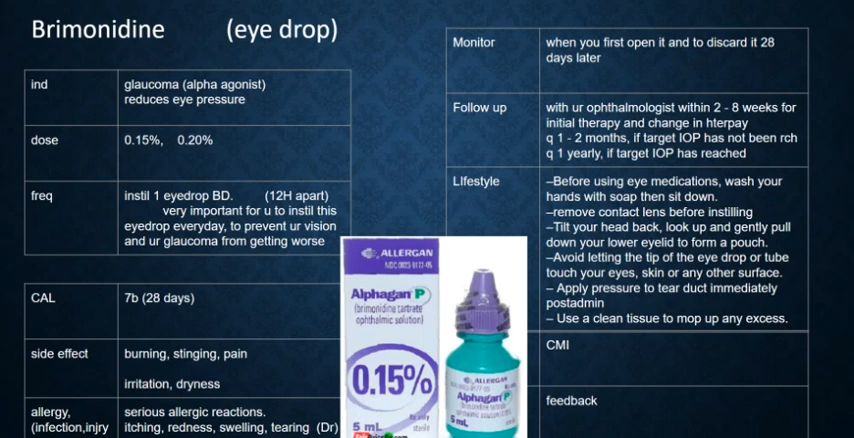 Brimonidine (eye drop)
ind
glaucoma (alpha agonist)
reduces eye pressure
dose
0.15%, 0.20%
freq
instil 1 eyedrop BD. (12H apart)
very important for u to instil this
eyedrop everyday, to prevent ur vision
and ur glaucoma from getting worse
CAL
7b (28 days)
side effect
burning, stinging, pain
irritation, dryness
allergy,
(infection,injry
serious allergic reactions.
itching, redness, swelling, tearing (Dr)
ALLERGAN
Alphagan P
(brimonidine tartrate
ophthalmic solution)
0.15%
5 mL
Rx only
sterile
ALLERGAN
Alphagan P
5 mL
Monitor
when you first open it and to discard it 28
days later
Follow up
with ur ophthalmologist within 2 - 8 weeks for
initial therapy and change in hterpay
q 1 - 2 months, if target IOP has not been rch
q 1 yearly, if target IOP has reached
LIfestyle
–Before using eye medications, wash your
hands with soap then sit down.
–remove contact lens before instilling
–Tilt your head back, look up and gently pull
down your lower eyelid to form a pouch.
–Avoid letting the tip of the eye drop or tube
touch your eyes, skin or any other surface.
– Apply pressure to tear duct immediately
postadmin
– Use a clean tissue to mop up any excess.
CMI
feedback